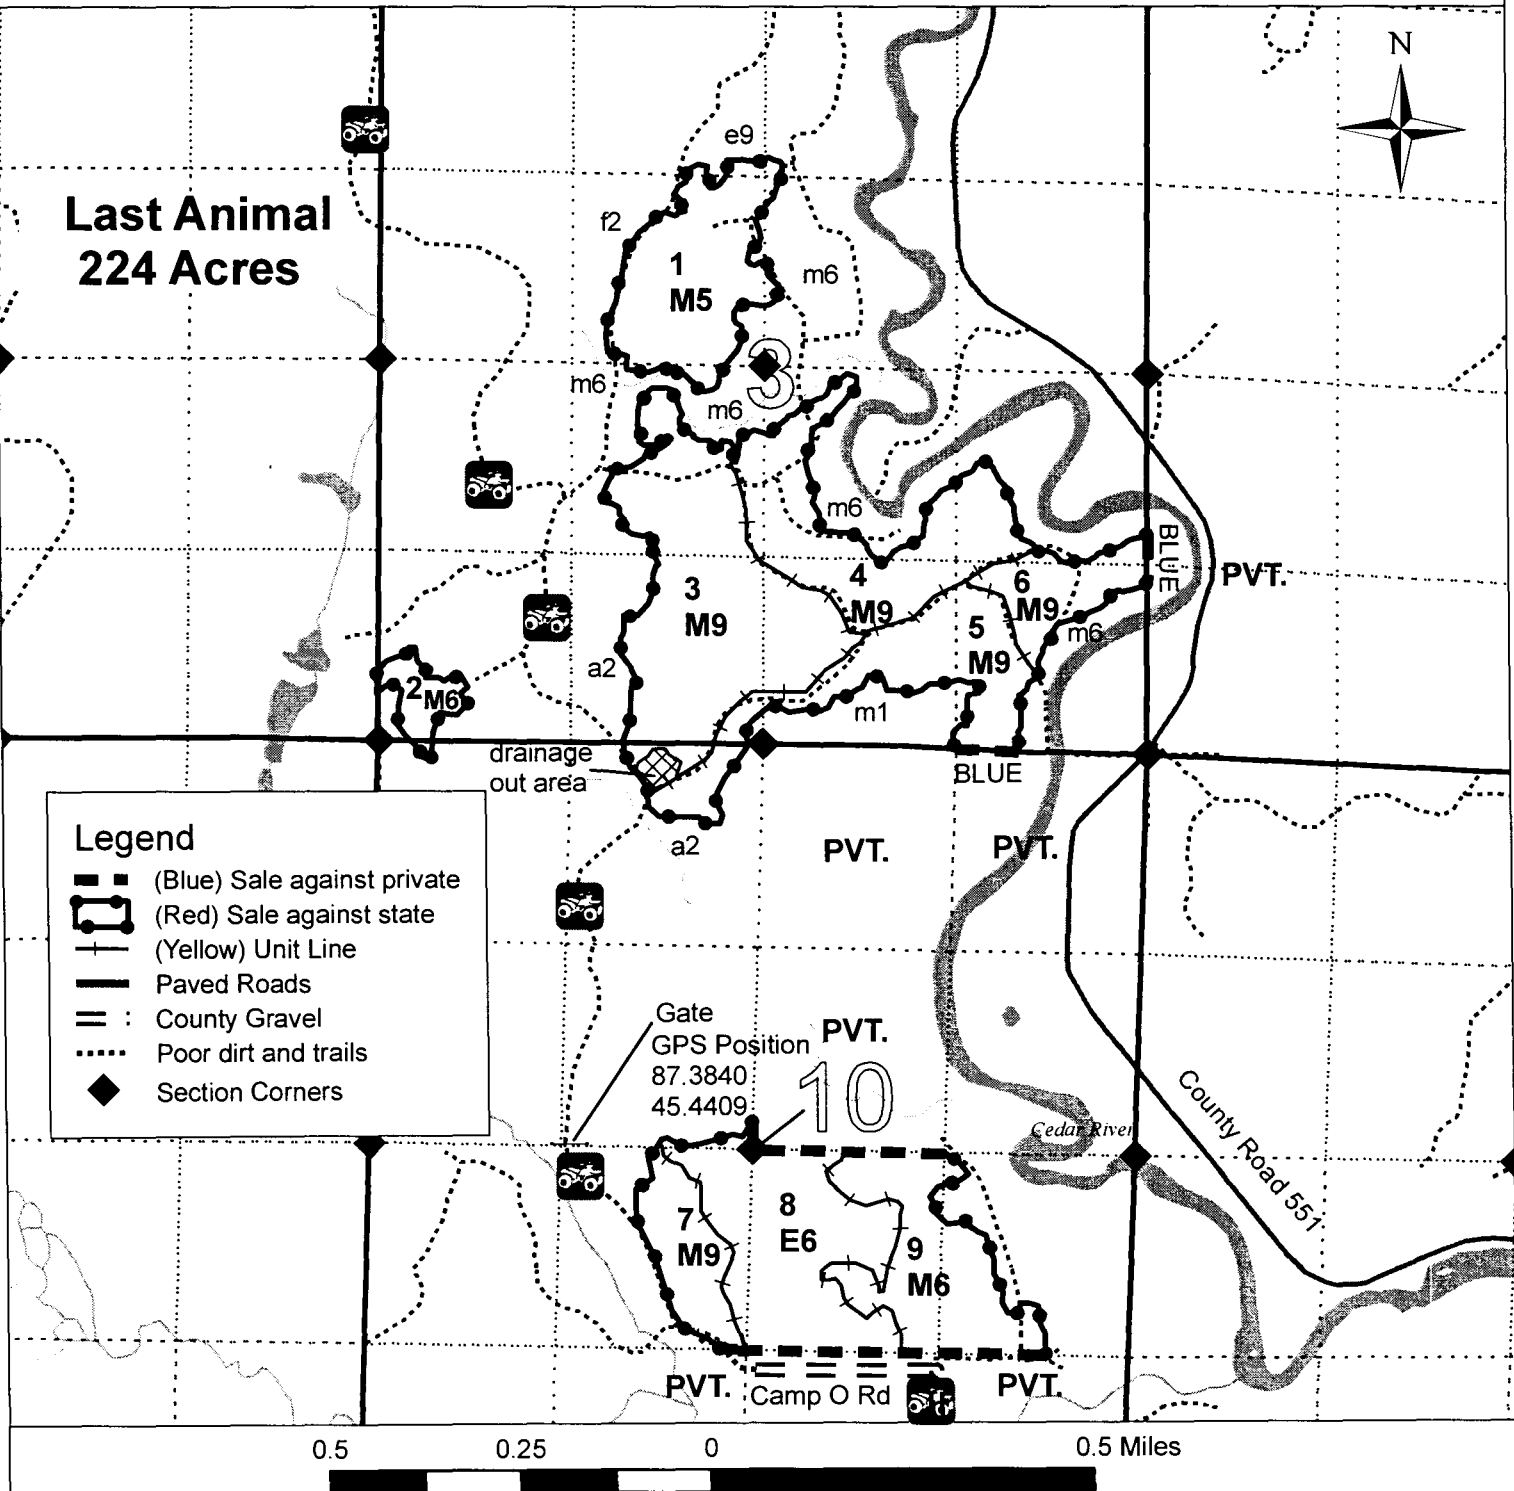 N
e9
Last Animal
224 Acres
f2
1
M5
m6
3
m6
m6
m6
BLUE
PVT.
3
M9
4
M9
6
M9
5
M9
m6
a2
2 M6
m1
drainage
out area
BLUE
a2
PVT.
PVT.
Legend
(Blue) Sale against private
(Red) Sale against state
(Yellow) Unit Line
Paved Roads
County Gravel
Poor dirt and trails
Section Corners
Gate
GPS Position
87.3840
45.4409
PVT.
10
Cedar River
County Road 551
7
M9
8
E6
9
M6
PVT.
Camp O Rd
PVT.
0.5 0.25 0 0.5 Miles